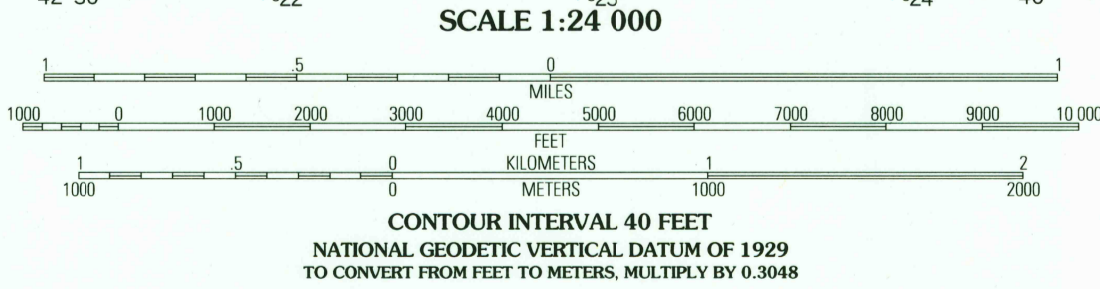 SCALE 1:24 000
1 .5 0 1
MILES
1000 0 1000 2000 3000 4000 5000 6000 7000 8000 9000 10 000
FEET
1 .5 0 KILOMETERS 1 2
1000 0 METERS 1000 2000
CONTOUR INTERVAL 40 FEET
NATIONAL GEODETIC VERTICAL DATUM OF 1929
TO CONVERT FROM FEET TO METERS, MULTIPLY BY 0.3048